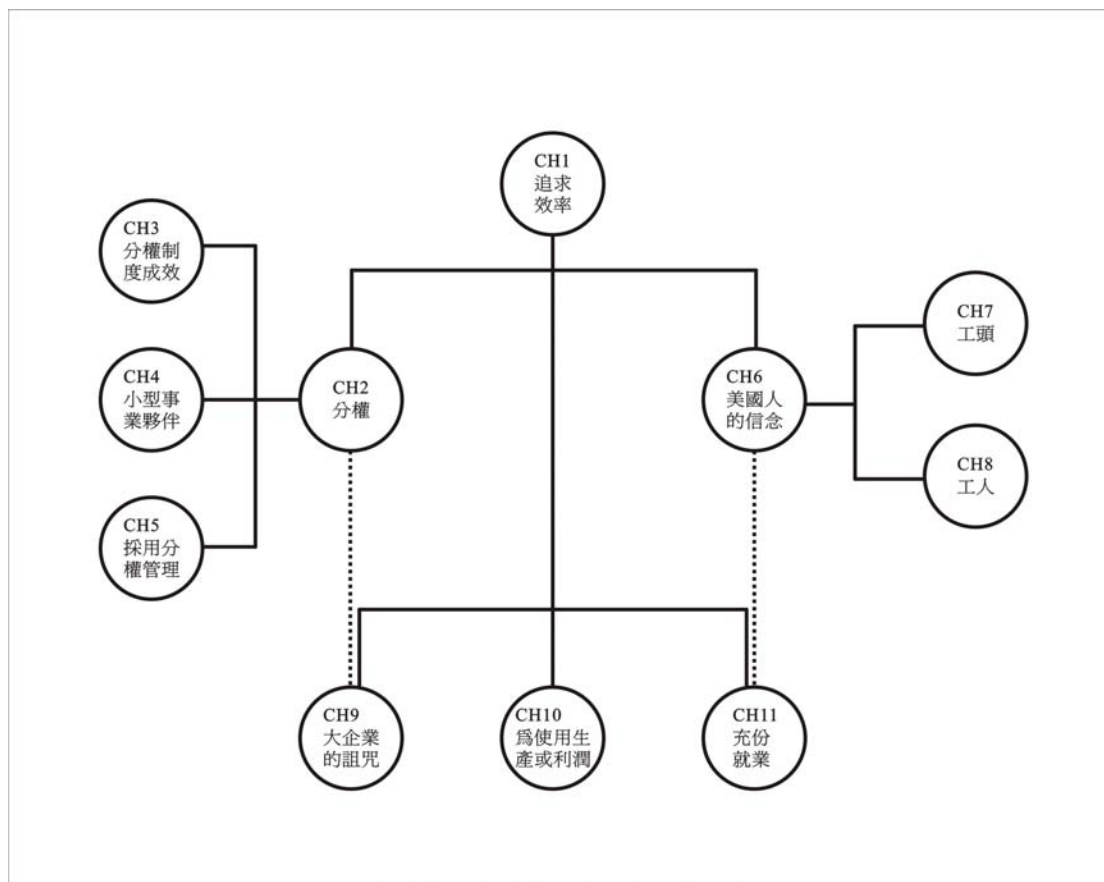 CH1
追求
效率
CH3
分權制
度成效
CH7
工頭
CH4
小型事
業夥伴
CH2
分權
CH6
美國人
的信念
CH8
工人
CH5
採用分
權管理
CH9
大企業
的詛咒
CH10
爲使用生
產或利潤
CH11
充份
就業